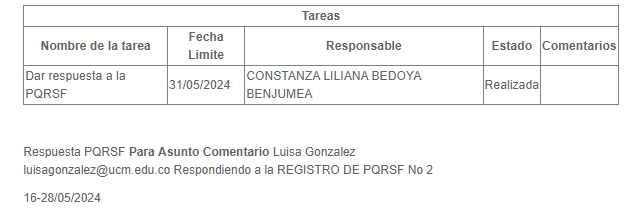 Tareas
Nombre de la tarea Fecha Limite Responsable Estado Comentarios
Dar respuesta a la PQRSF 31/05/2024 CONSTANZA LILIANA BEDOYA BENJUMEA Realizada
Respuesta PQRSF Para Asunto Comentario Luisa Gonzalez
luisagonzalez@ucm.edu.co Respondiendo a la REGISTRO DE PQRSF No 2
16-28/05/2024